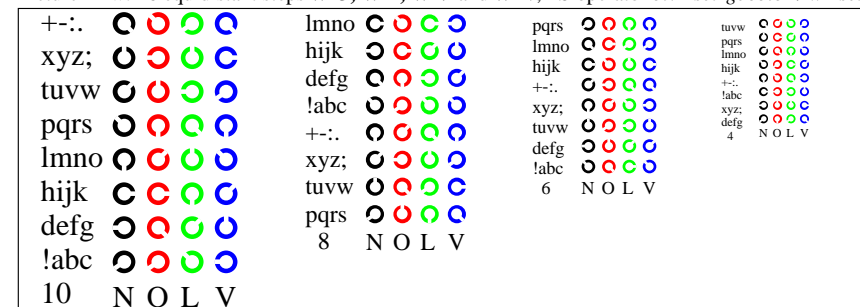 +-:.
xyz;
tuvw
pqrs
lmno
hijk
defg
!abc
10 N O L V
lmno
hijk
defg
!abc
+-:.
xyz;
tuvw
pqrs
8 N O L V
pqrs
lmno
hijk
+-:.
xyz;
tuvw
defg
!abc
6 N O L V
tuvw
pqrs
lmno
hijk
+-:.
!abc
xyz;
defg
4 N O L V